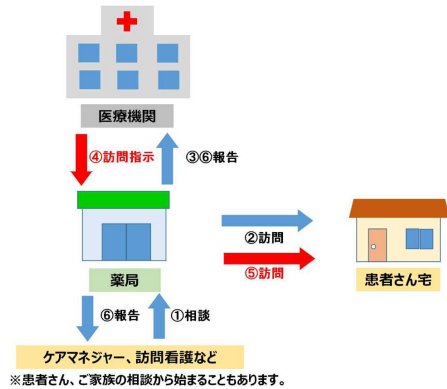 医療機関
④訪問指示
③⑥報告
②訪問
⑤訪問
薬局
患者さん宅
⑥報告
①相談
ケアマネジャー、訪問看護など
※患者さん、ご家族の相談から始まることもあります。